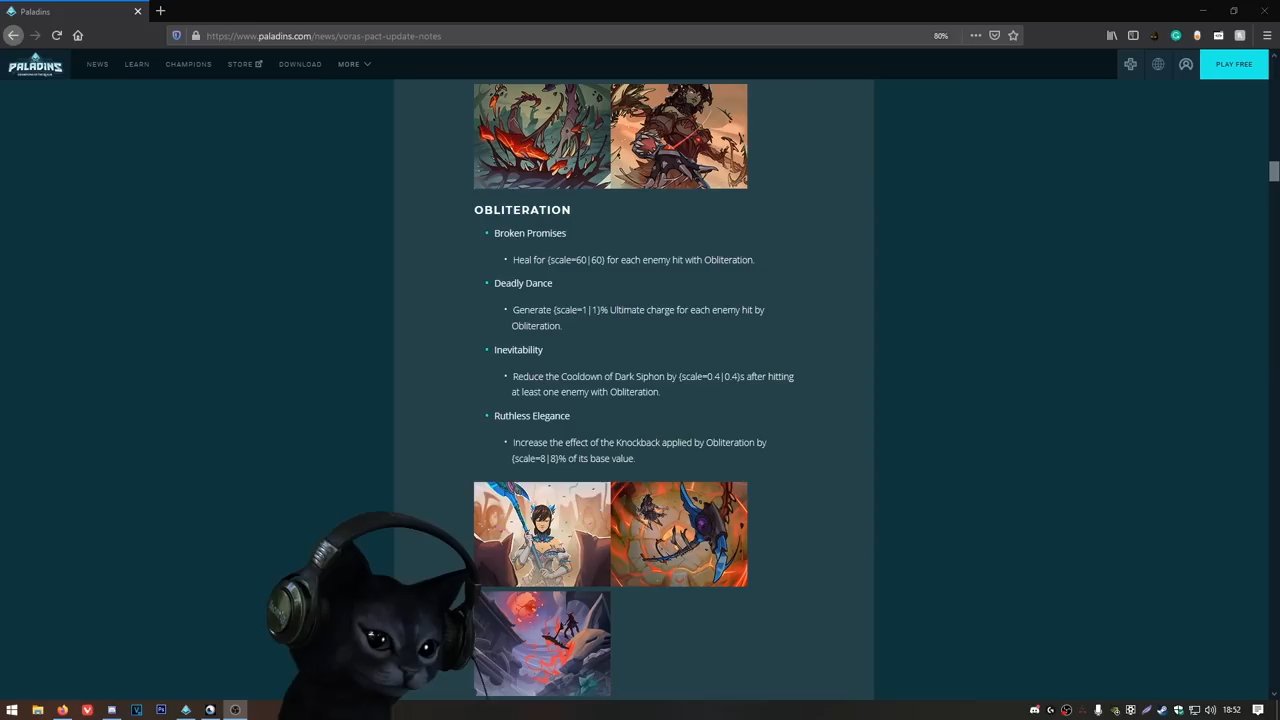 Paladins
https://www.paladins.com/news/voras-pact-update-notes
80%
PALADINS
NEWS
LEARN
CHAMPIONS
STORE
DOWNLOAD
MORE
PLAY FREE
OBLITERATION
Broken Promises
Heal for {scale=60|60} for each enemy hit with Obliteration.
Deadly Dance
Generate {scale=1|1}% Ultimate charge for each enemy hit by
Obliteration.
Inevitability
Reduce the Cooldown of Dark Siphon by {scale=0.4|0.4}s after hitting
at least one enemy with Obliteration.
Ruthless Elegance
Increase the effect of the Knockback applied by Obliteration by
{scale=8|8}% of its base value.
18:52